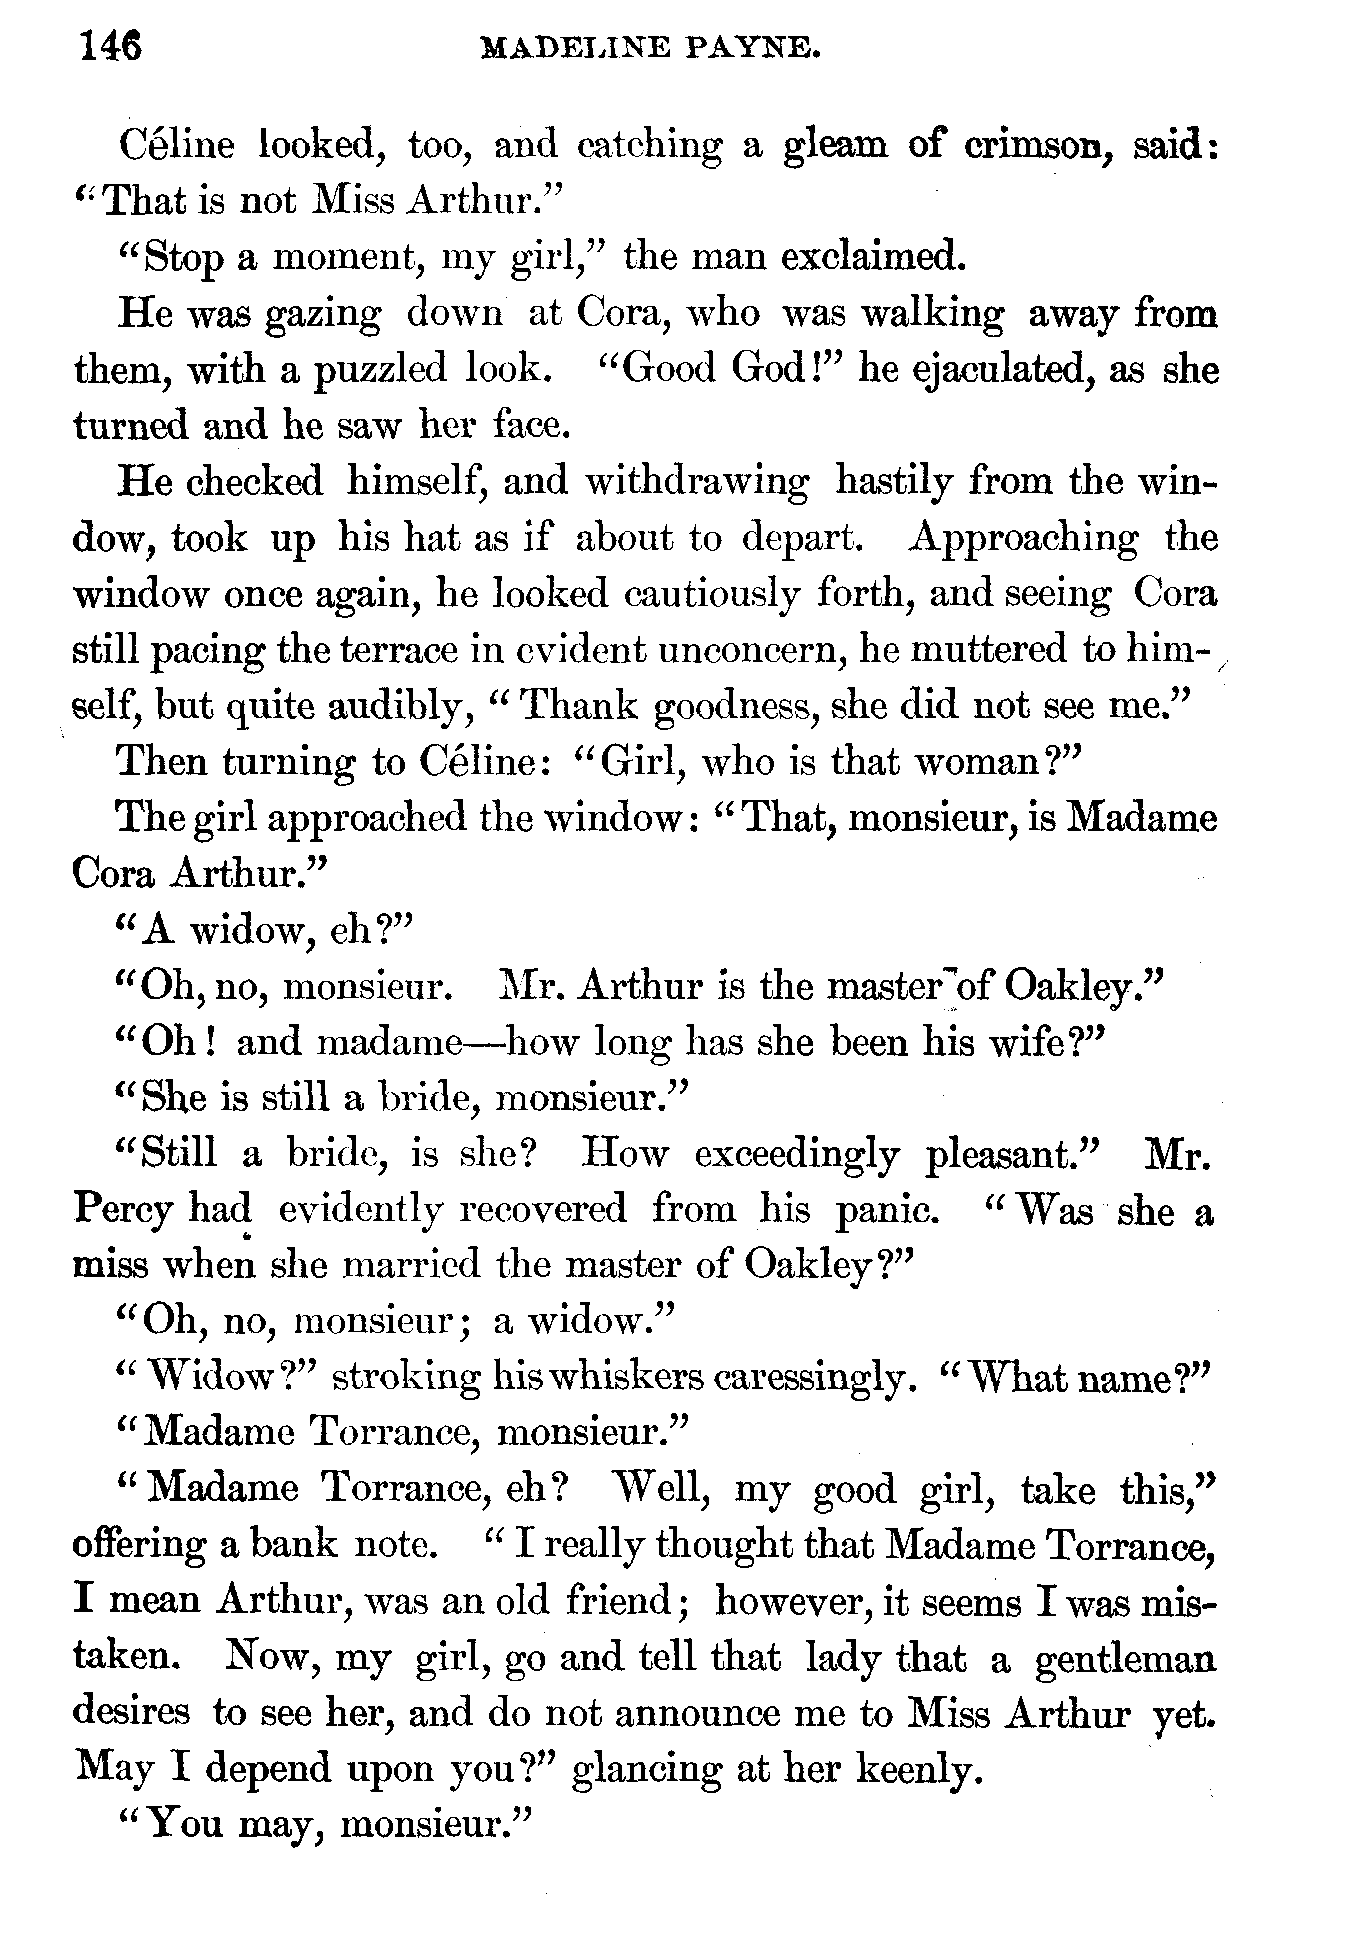 146 MADELINE PAYNE.
Céline looked, too, and catching a gleam of crimson, said:
“That is not Miss Arthur.”
“Stop a moment, my girl,” the man exclaimed.
He was gazing down at Cora, who was walking away from
them, with a puzzled look. “Good God!” he ejaculated, as she
turned and he saw her face.
He checked himself, and withdrawing hastily from the win-
dow, took up his hat as if about to depart. Approaching the
window once again, he looked cautiously forth, and seeing Cora
still pacing the terrace in evident unconcern, he muttered to him-
self, but quite audibly, “Thank goodness, she did not see me.”
Then turning to Céline: “Girl, who is that woman?”
The girl approached the window: “That, monsieur, is Madame
Cora Arthur.”
“A widow, eh?”
“Oh, no, monsieur. Mr. Arthur is the master of Oakley.”
“Oh! and madame—how long has she been his wife?”
“She is still a bride, monsieur.”
“Still a bride, is she? How exceedingly pleasant.” Mr.
Percy had evidently recovered from his panic. “Was she a
miss when she married the master of Oakley?”
“Oh, no, monsieur; a widow.”
“Widow?” stroking his whiskers caressingly. “What name?”
“Madame Torrance, monsieur.”
“Madame Torrance, eh? Well, my good girl, take this,”
offering a bank note. “I really thought that Madame Torrance,
I mean Arthur, was an old friend; however, it seems I was mis-
taken. Now, my girl, go and tell that lady that a gentleman
desires to see her, and do not announce me to Miss Arthur yet.
May I depend upon you?” glancing at her keenly.
“You may, monsieur.”